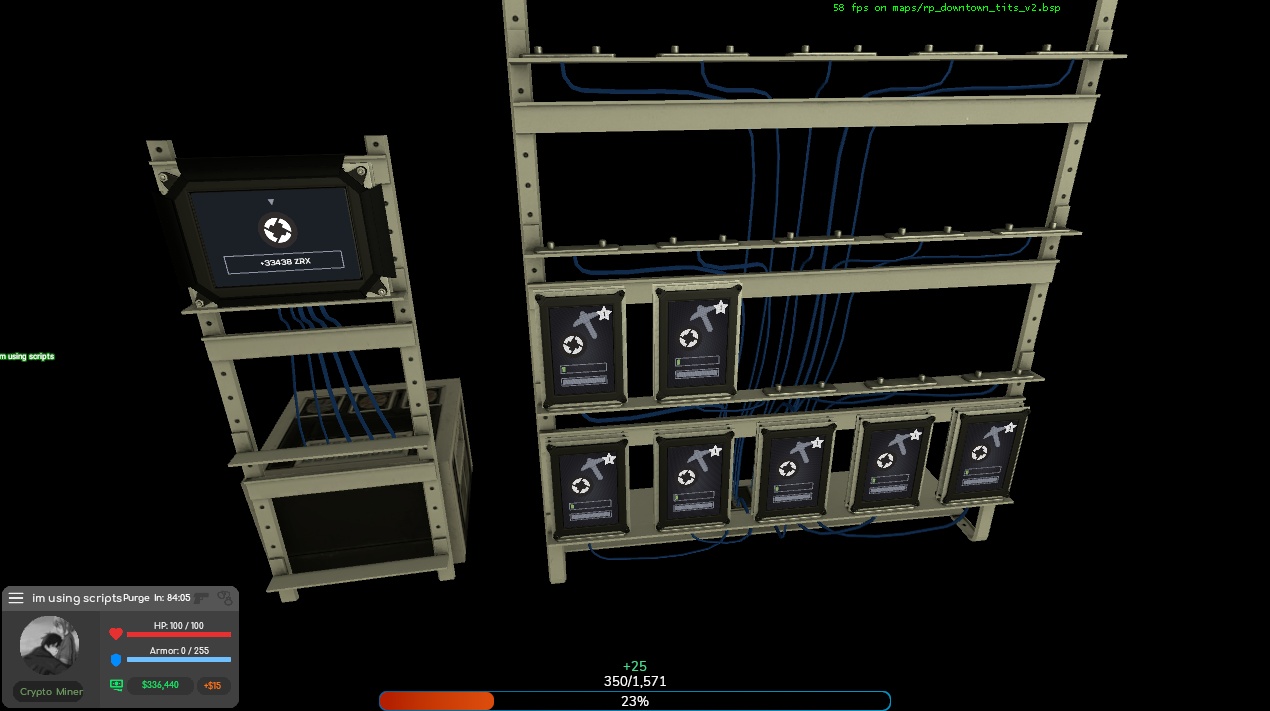 58 fps on maps/rp_downtown_tits_v2.bsp
+33438 ZRX
m using scripts
im using scripts Purge In: 84:05
HP: 100 / 100
Armor: 0 / 255
$336,440 +$15
Crypto Miner
+25
350/1,571
23%